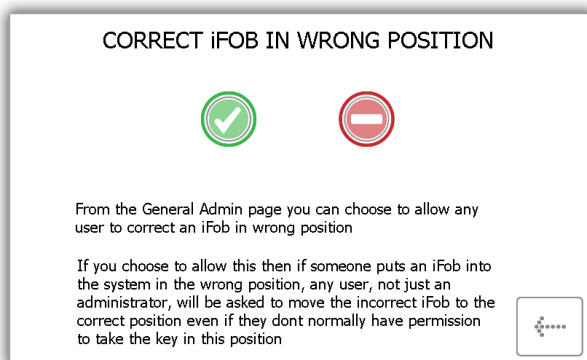 CORRECT iFOB IN WRONG POSITION
From the General Admin page you can choose to allow any
user to correct an iFob in wrong position
If you choose to allow this then if someone puts an iFob into
the system in the wrong position, any user, not just an
administrator, will be asked to move the incorrect iFob to the
correct position even if they dont normally have permission
to take the key in this position